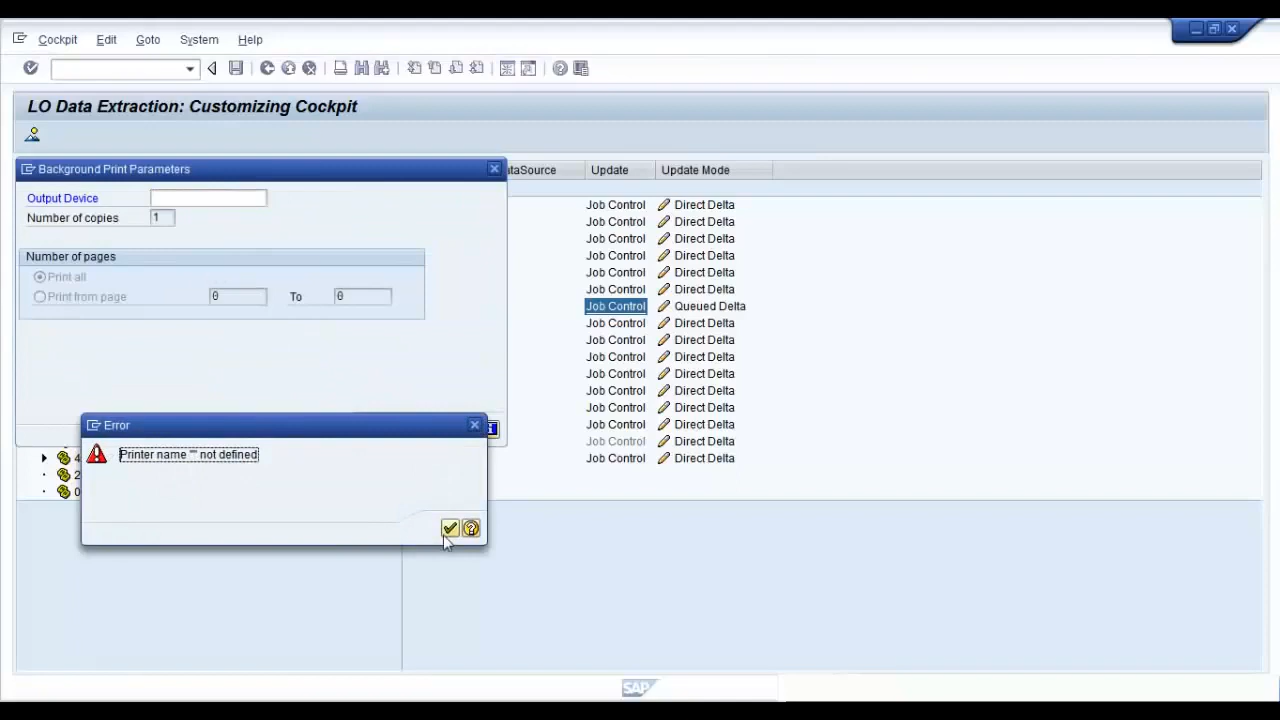 Cockpit Edit Goto System Help
LO Data Extraction: Customizing Cockpit
Background Print Parameters
Output Device
Number of copies 1
Number of pages
Print all
Print from page 0 To 0
Error
Printer name "" not defined
4
2
0
ataSource Update Update Mode
Job Control Direct Delta
Job Control Direct Delta
Job Control Direct Delta
Job Control Direct Delta
Job Control Direct Delta
Job Control Direct Delta
Job Control Queued Delta
Job Control Direct Delta
Job Control Direct Delta
Job Control Direct Delta
Job Control Direct Delta
Job Control Direct Delta
Job Control Direct Delta
Job Control Direct Delta
Job Control Direct Delta
Job Control Direct Delta
SAP